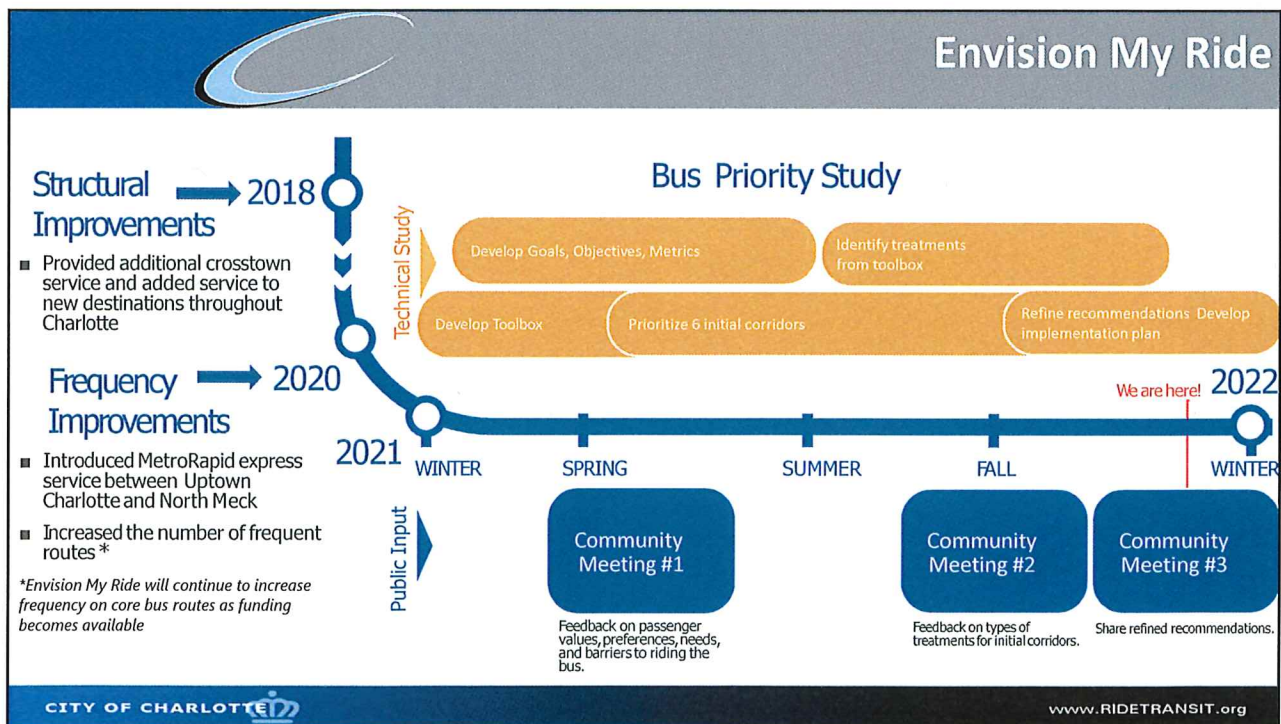 Envision My Ride
Structural
Improvements
2018
■ Provided additional crosstown
service and added service to
new destinations throughout
Charlotte
Frequency
Improvements
2020
■ Introduced MetroRapid express
service between Uptown
Charlotte and North Meck
■ Increased the number of frequent
routes *
*Envision My Ride will continue to increase
frequency on core bus routes as funding
becomes available
Bus Priority Study
Technical Study
Develop Goals, Objectives, Metrics
Identify treatments
from toolbox
Develop Toolbox
Prioritize 6 initial corridors
Refine recommendations Develop
implementation plan
We are here!
2022
2021
WINTER
SPRING
SUMMER
FALL
WINTER
Public Input
Community
Meeting #1
Feedback on passenger
values, preferences, needs,
and barriers to riding the
bus.
Community
Meeting #2
Feedback on types of
treatments for initial corridors.
Community
Meeting #3
Share refined recommendations.
CITY OF CHARLOTTE
www.RIDETRANSIT.org